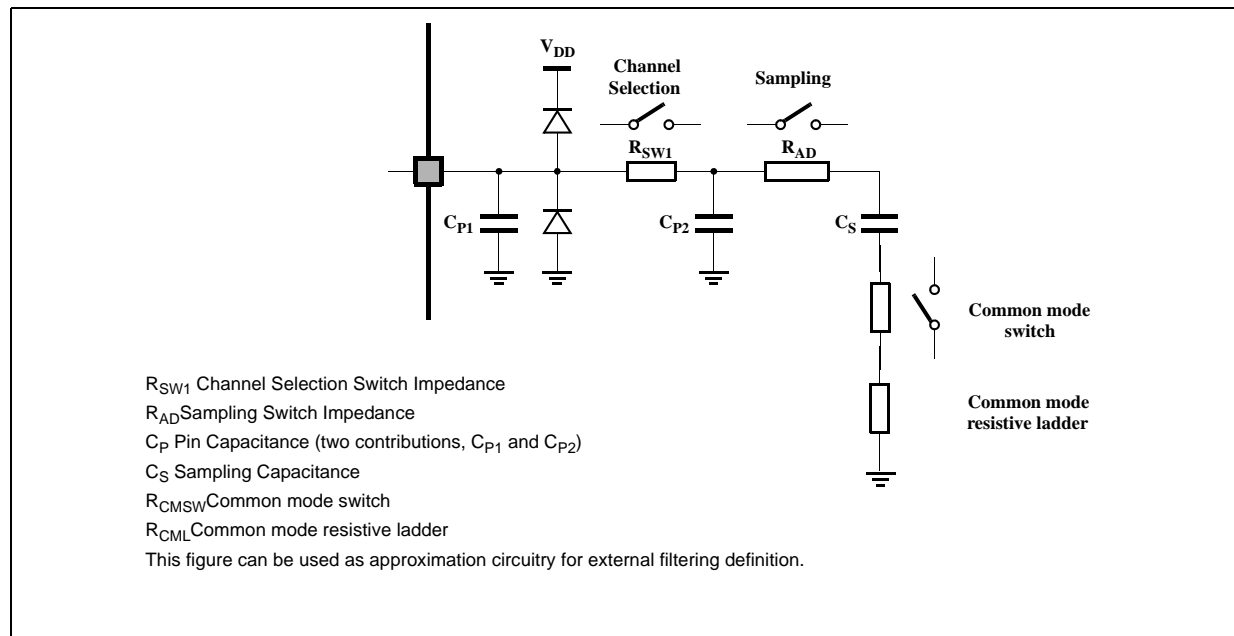 VDD
Channel
Selection
Sampling
RSW1
RAD
CP1
CP2
CS
Common mode
switch
Common mode
resistive ladder
RSW1 Channel Selection Switch Impedance
RADSampling Switch Impedance
CP Pin Capacitance (two contributions, CP1 and CP2)
CS Sampling Capacitance
RCMSWCommon mode switch
RCMLCommon mode resistive ladder
This figure can be used as approximation circuitry for external filtering definition.